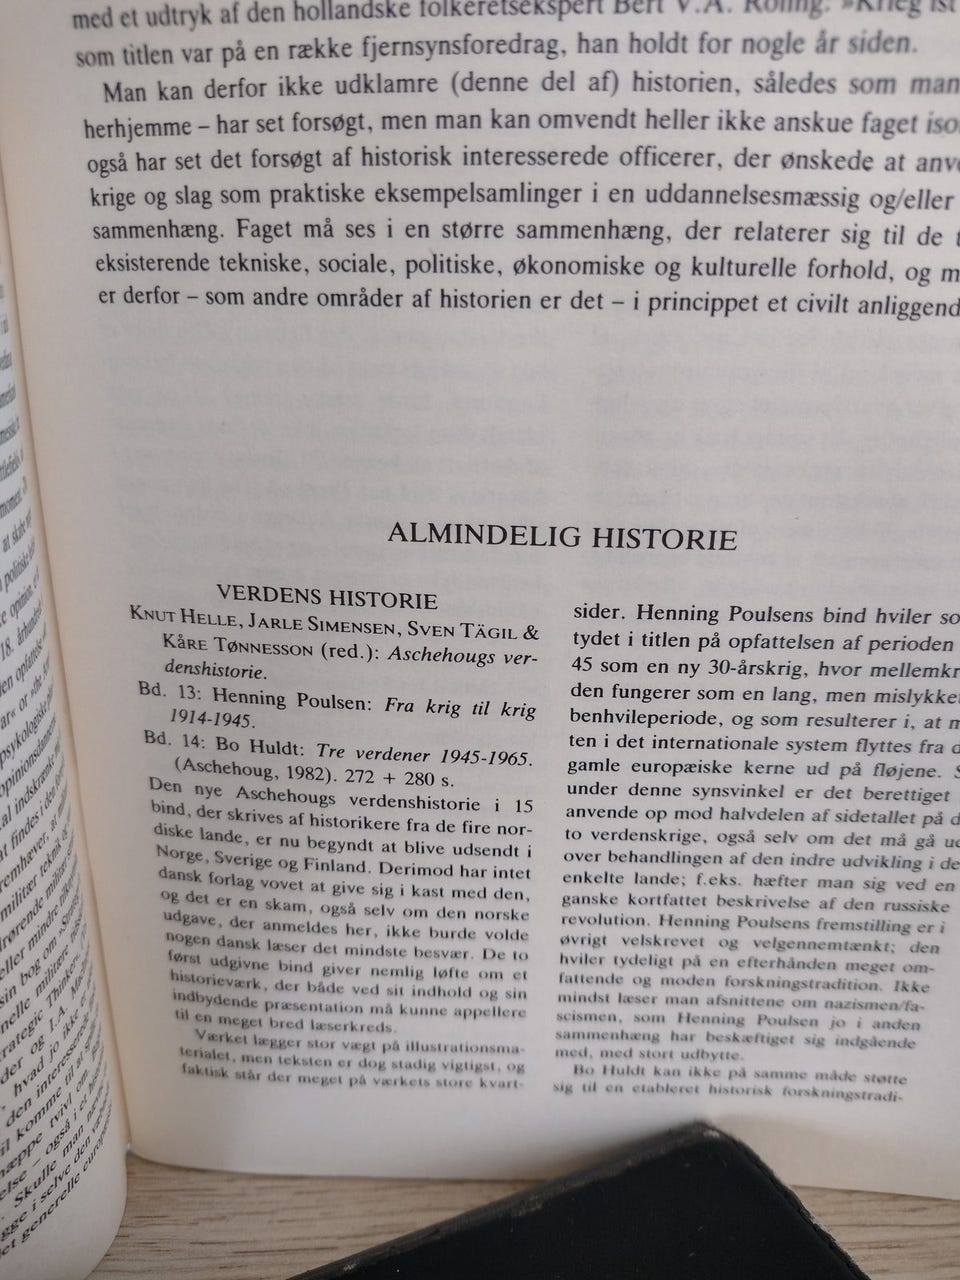 med et udtryk af den hollandske folkeretsekspert Bert V.A. Röling: »Krieg ist
som titlen var på en række fjernsynsforedrag, han holdt for nogle år siden.
Man kan derfor ikke udklamre (denne del af) historien, således som man
herhjemme – har set forsøgt, men man kan omvendt heller ikke anskue faget iso
også har set det forsøgt af historisk interesserede officerer, der ønskede at anv
krige og slag som praktiske eksempelsamlinger i en uddannelsesmæssig og/eller
sammenhæng. Faget må ses i en større sammenhæng, der relaterer sig til de
eksisterende tekniske, sociale, politiske, økonomiske og kulturelle forhold, og m
er derfor – som andre områder af historien er det – i princippet et civilt anliggend
ALMINDELIG HISTORIE
VERDENS HISTORIE
KNUT HELLE, JARLE SIMENSEN, SVEN TÄGIL &
KÅRE TØNNESSON (red.): Aschehougs ver-
denshistorie.
Bd. 13: Henning Poulsen: Fra krig til krig
1914-1945.
Bd. 14: Bo Huldt: Tre verdener 1945-1965.
(Aschehoug, 1982). 272 + 280 s.
Den nye Aschehougs verdenshistorie i 15
bind, der skrives af historikere fra de fire nor-
diske lande, er nu begyndt at blive udsendt i
Norge, Sverige og Finland. Derimod har intet
dansk forlag vovet at give sig i kast med den,
og det er en skam, også selv om den norske
udgave, der anmeldes her, ikke burde volde
nogen dansk læser det mindste besvær. De to
først udgivne bind giver nemlig løfte om et
historieværk, der både ved sit indhold og sin
indbydende præsentation må kunne appellere
til en meget bred læserkreds.
Værket lægger stor vægt på illustrationsma-
terialet, men teksten er dog stadig vigtigst, og
faktisk står der meget på værkets store kvart-
sider. Henning Poulsens bind hviler so
tydet i titlen på opfattelsen af perioden
45 som en ny 30-årskrig, hvor mellemkr
den fungerer som en lang, men mislykket
benhvileperiode, og som resulterer i, at m
ten i det internationale system flyttes fra d
gamle europæiske kerne ud på fløjene. S
under denne synsvinkel er det berettiget
anvende op mod halvdelen af sidetallet på d
to verdenskrige, også selv om det må gå ud
over behandlingen af den indre udvikling i de
enkelte lande; f.eks. hæfter man sig ved en
ganske kortfattet beskrivelse af den russiske
revolution. Henning Poulsens fremstilling er i
øvrigt velskrevet og velgennemtænkt; den
hviler tydeligt på en efterhånden meget om-
fattende og moden forskningstradition. Ikke
mindst læser man afsnittene om nazismen/fa-
scismen, som Henning Poulsen jo i anden
sammenhæng har beskæftiget sig indgående
med, med stort udbytte.
Bo Huldt kan ikke på samme måde støtte
sig til en etableret historisk forskningstradi-